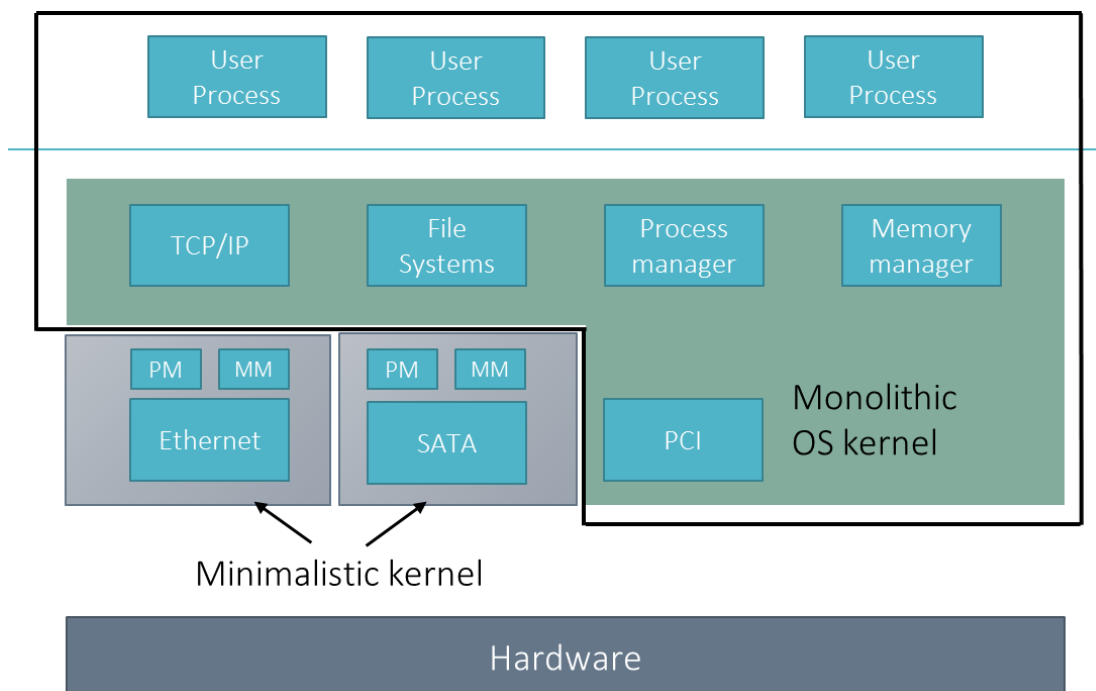 User
Process
User
Process
User
Process
User
Process
TCP/IP
File
Systems
Process
manager
Memory
manager
PM
MM
Ethernet
PM
MM
SATA
PCI
Monolithic
OS kernel
Minimalistic kernel
Hardware